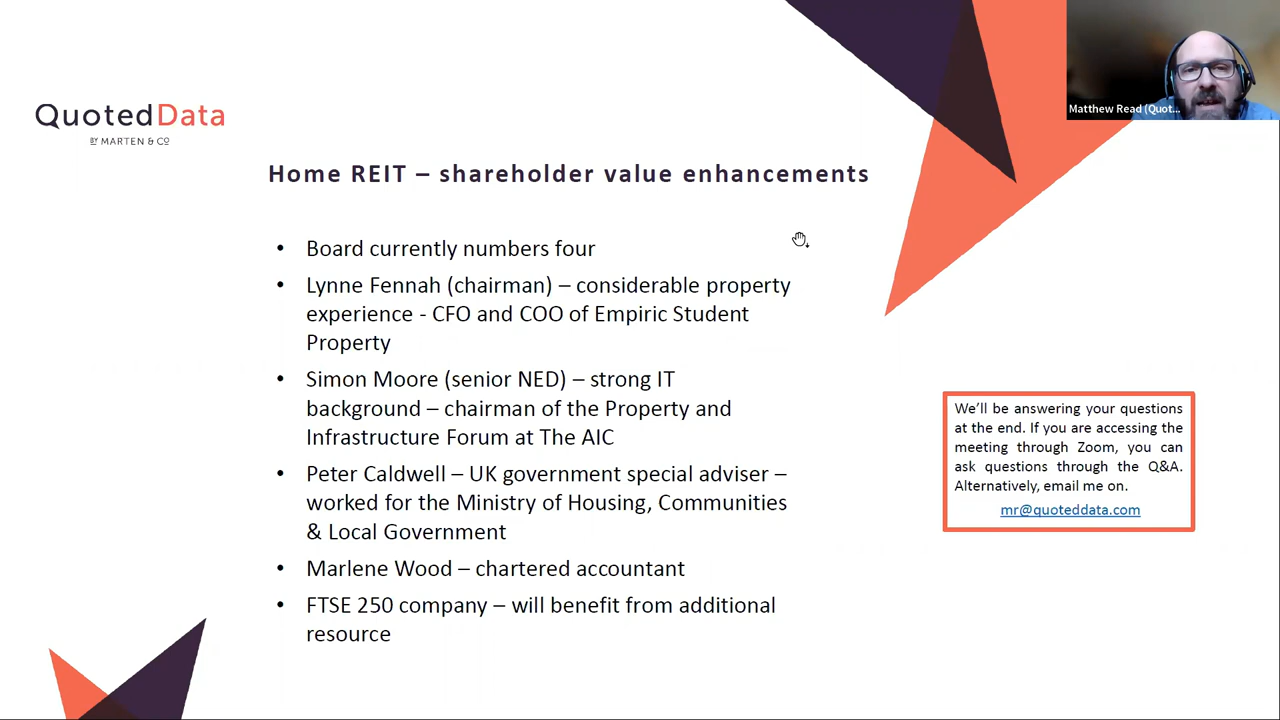 Matthew Read (Quot...
QuotedData
BY MARTEN & CO
Home REIT – shareholder value enhancements
• Board currently numbers four
• Lynne Fennah (chairman) – considerable property
experience - CFO and COO of Empiric Student
Property
• Simon Moore (senior NED) – strong IT
background – chairman of the Property and
Infrastructure Forum at The AIC
• Peter Caldwell – UK government special adviser –
worked for the Ministry of Housing, Communities
& Local Government
• Marlene Wood – chartered accountant
• FTSE 250 company – will benefit from additional
resource
We’ll be answering your questions
at the end. If you are accessing the
meeting through Zoom, you can
ask questions through the Q&A.
Alternatively, email me on.
mr@quoteddata.com